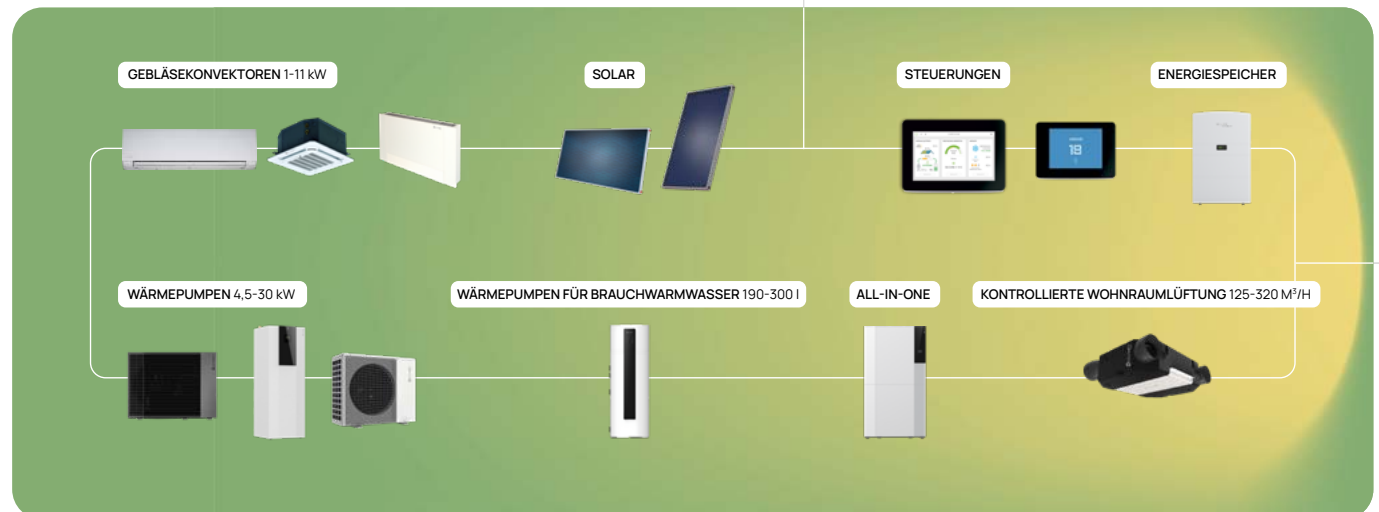 GEBLÄSEKONVEKTOREN 1-11 kW
SOLAR
STEUERUNGEN
ENERGIESPEICHER
18
WÄRMEPUMPEN 4,5-30 kW
WÄRMEPUMPEN FÜR BRAUCHWARMWASSER 190-300 l
ALL-IN-ONE
KONTROLLIERTE WOHNRAUMLÜFTUNG 125-320 M³/H